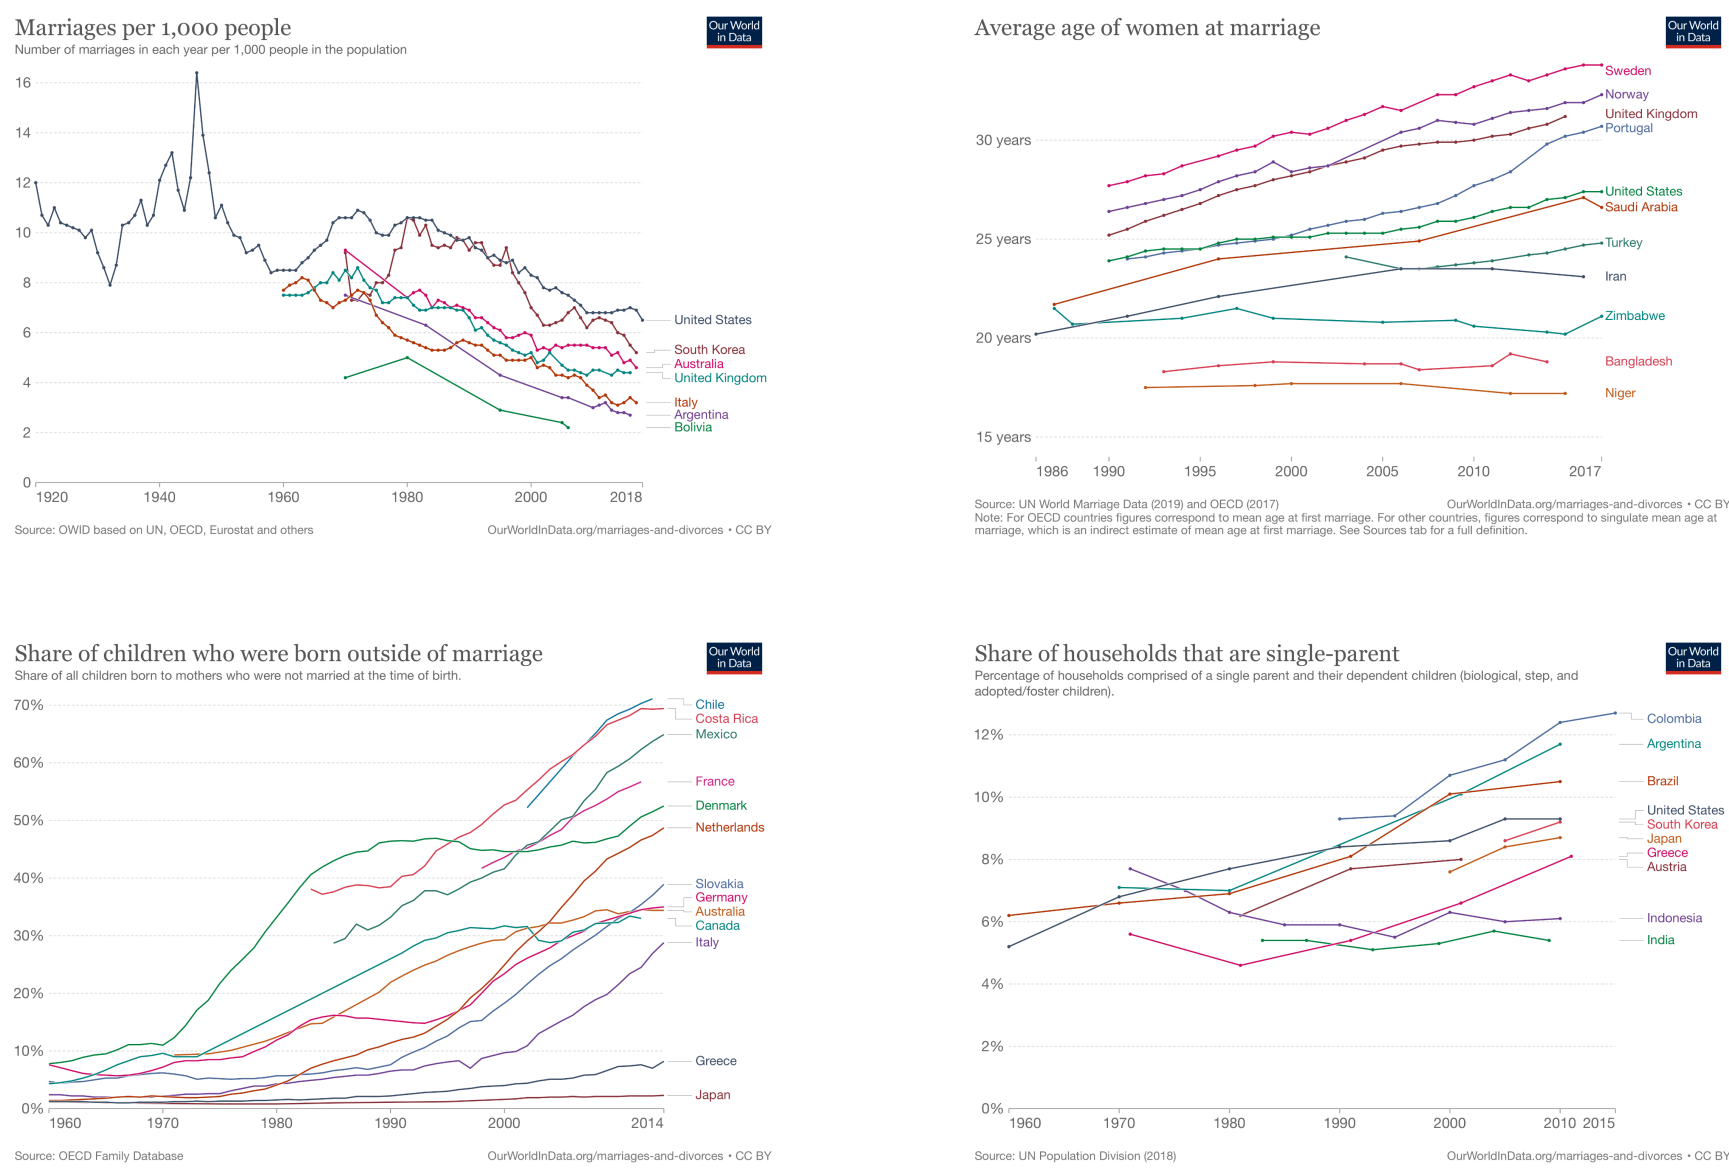 Marriages per 1,000 people
Number of marriages in each year per 1,000 people in the population
Our World
in Data
16
14
12
10
8
6
4
2
0
1920
1940
1960
1980
2000
2018
United States
South Korea
Australia
United Kingdom
Italy
Argentina
Bolivia
Source: OWID based on UN, OECD, Eurostat and others
OurWorldInData.org/marriages-and-divorces • CC BY
Average age of women at marriage
Our World
in Data
30 years
25 years
20 years
15 years
1986
1990
1995
2000
2005
2010
2017
Sweden
Norway
United Kingdom
Portugal
United States
Saudi Arabia
Turkey
Iran
Zimbabwe
Bangladesh
Niger
Source: UN World Marriage Data (2019) and OECD (2017)
OurWorldInData.org/marriages-and-divorces • CC BY
Note: For OECD countries figures correspond to mean age at first marriage. For other countries, figures correspond to singulate mean age at
marriage, which is an indirect estimate of mean age at first marriage. See Sources tab for a full definition.
Share of children who were born outside of marriage
Share of all children born to mothers who were not married at the time of birth.
Our World
in Data
70%
60%
50%
40%
30%
20%
10%
0%
1960
1970
1980
1990
2000
2014
Chile
Costa Rica
Mexico
France
Denmark
Netherlands
Slovakia
Germany
Australia
Canada
Italy
Greece
Japan
Source: OECD Family Database
OurWorldInData.org/marriages-and-divorces • CC BY
Share of households that are single-parent
Percentage of households comprised of a single parent and their dependent children (biological, step, and
adopted/foster children).
Our World
in Data
12%
10%
8%
6%
4%
2%
0%
1960
1970
1980
1990
2000
2010
2015
Colombia
Argentina
Brazil
United States
South Korea
Japan
Greece
Austria
Indonesia
India
Source: UN Population Division (2018)
OurWorldInData.org/marriages-and-divorces • CC BY